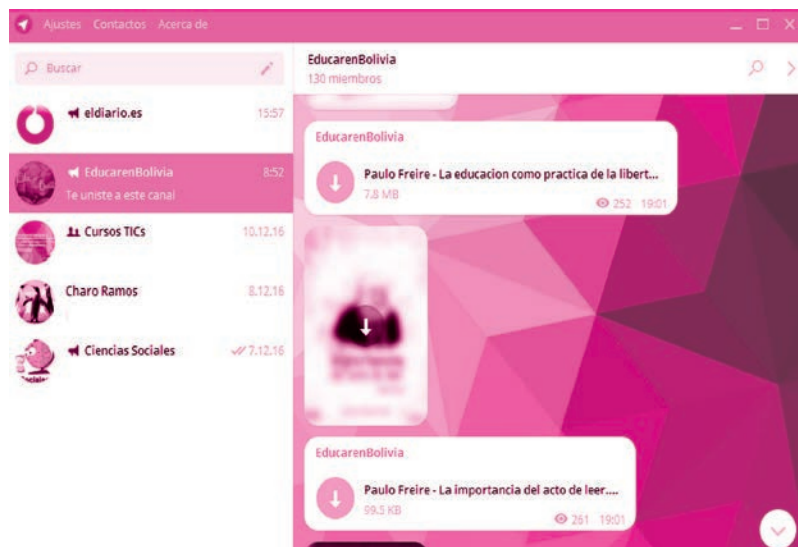 Ajustes Contactos Acerca de
Buscar
eldiario.es 15:57
EducarenBolivia 8:52
Te uniste a este canal
Cursos TICs 10.12.16
Charo Ramos 8.12.16
Ciencias Sociales 7.12.16
EducarenBolivia
130 miembros
EducarenBolivia
Paulo Freire - La educacion como practica de la libert...
7.8 MB
252 19:01
EducarenBolivia
Paulo Freire - La importancia del acto de leer....
99.5 KB
261 19:01